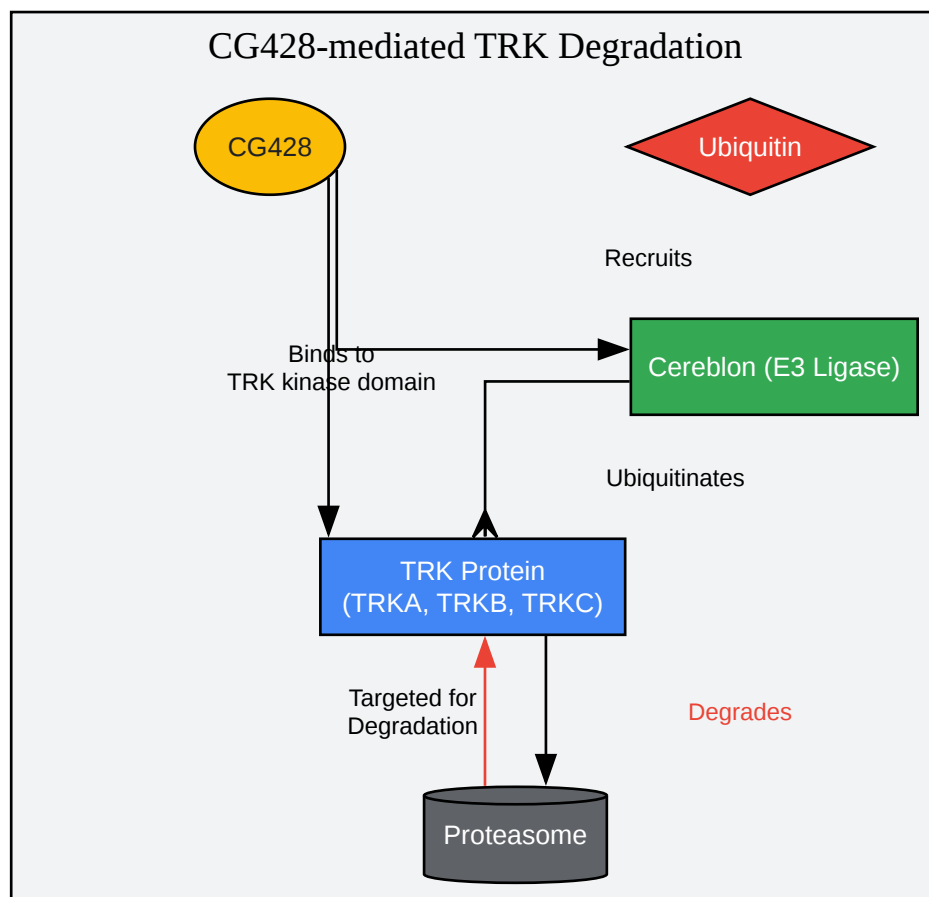 CG428-mediated TRK Degradation
CG428
Ubiquitin
Recruits
Binds to
TRK kinase domain
Cereblon (E3 Ligase)
Ubiquitinates
TRK Protein
(TRKA, TRKB, TRKC)
Targeted for
Degradation
Degrades
Proteasome